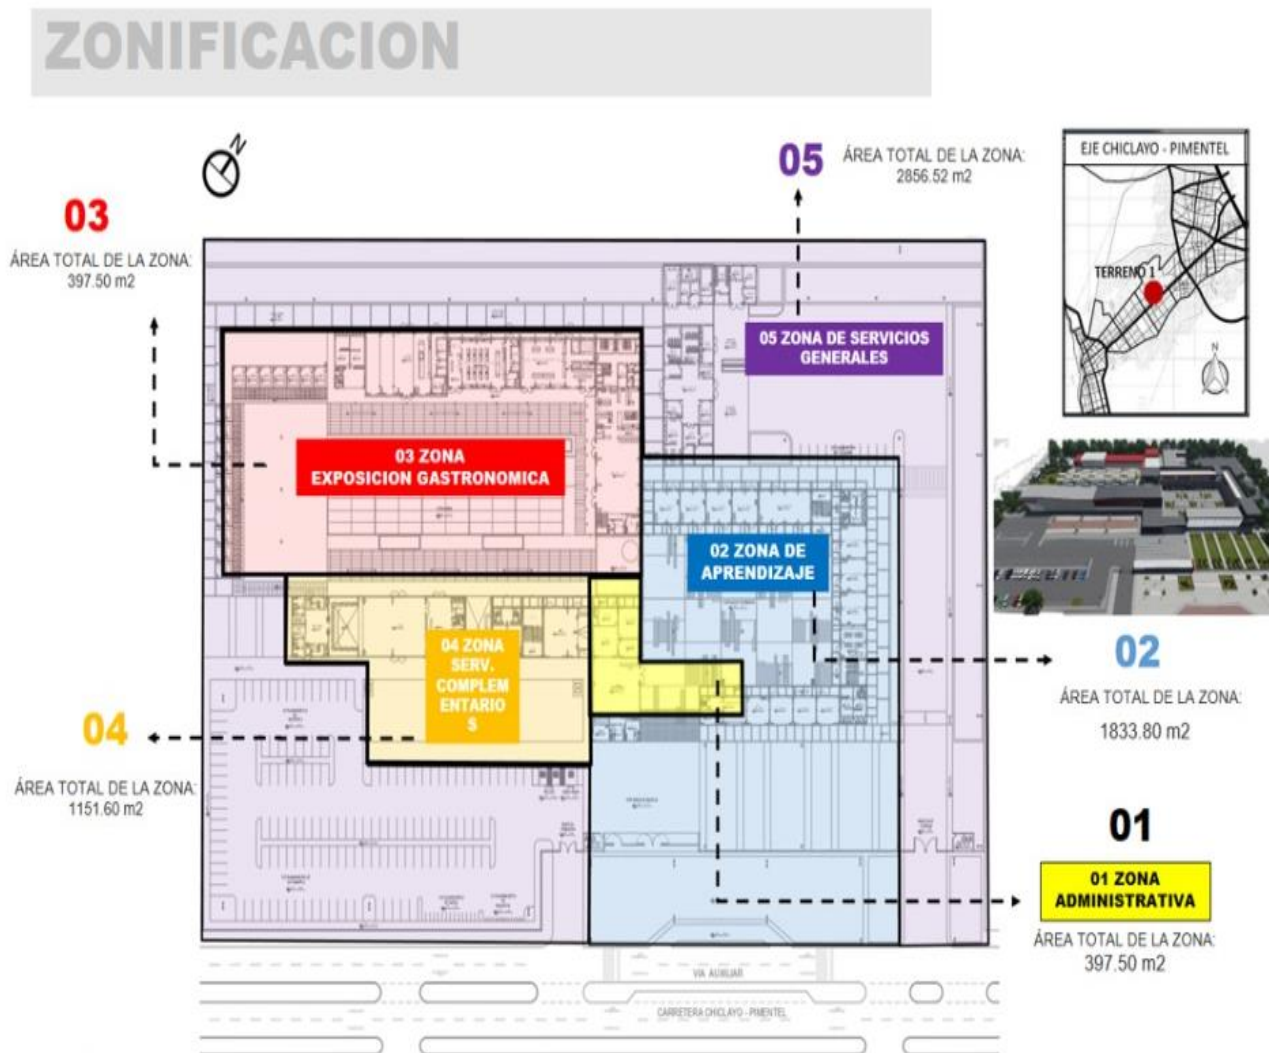 ZONIFICACION
N
03
ÁREA TOTAL DE LA ZONA:
397.50 m2
05
ÁREA TOTAL DE LA ZONA:
2856.52 m2
EJE CHICLAYO - PIMENTEL
TERRENO 1
N
05 ZONA DE SERVICIOS
GENERALES
03 ZONA
EXPOSICION GASTRONOMICA
02 ZONA DE
APRENDIZAJE
04 ZONA
SERV.
COMPLEM
ENTARIO
S
02
ÁREA TOTAL DE LA ZONA:
1833.80 m2
04
ÁREA TOTAL DE LA ZONA:
1151.60 m2
01
01 ZONA
ADMINISTRATIVA
ÁREA TOTAL DE LA ZONA:
397.50 m2
VIA AUXILIAR
CARRETERA CHICLAYO - PIMENTEL